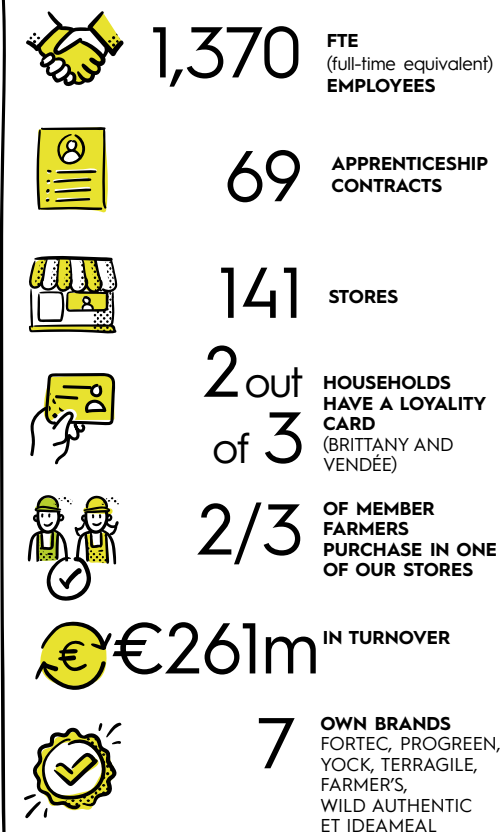 1,370
FTE
(full-time equivalent)
EMPLOYEES
69
APPRENTICESHIP
CONTRACTS
141
STORES
2 out
of 3
HOUSEHOLDS
HAVE A LOYALITY
CARD
(BRITTANY AND
VENDÉE)
2/3
OF MEMBER
FARMERS
PURCHASE IN ONE
OF OUR STORES
€
€261m
IN TURNOVER
7
OWN BRANDS
FORTEC, PROGREEN,
YOCK, TERRAGILE,
FARMER'S,
WILD AUTHENTIC
ET IDEAMEAL